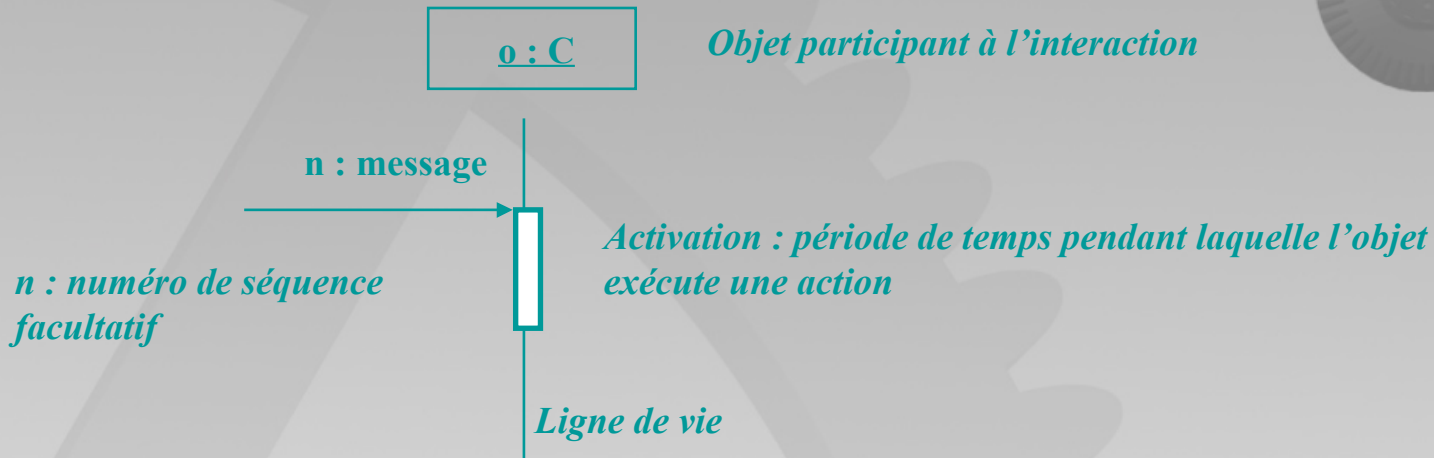 o : C
Objet participant à l’interaction
n : message
Activation : période de temps pendant laquelle l’objet
exécute une action
n : numéro de séquence
facultatif
Ligne de vie